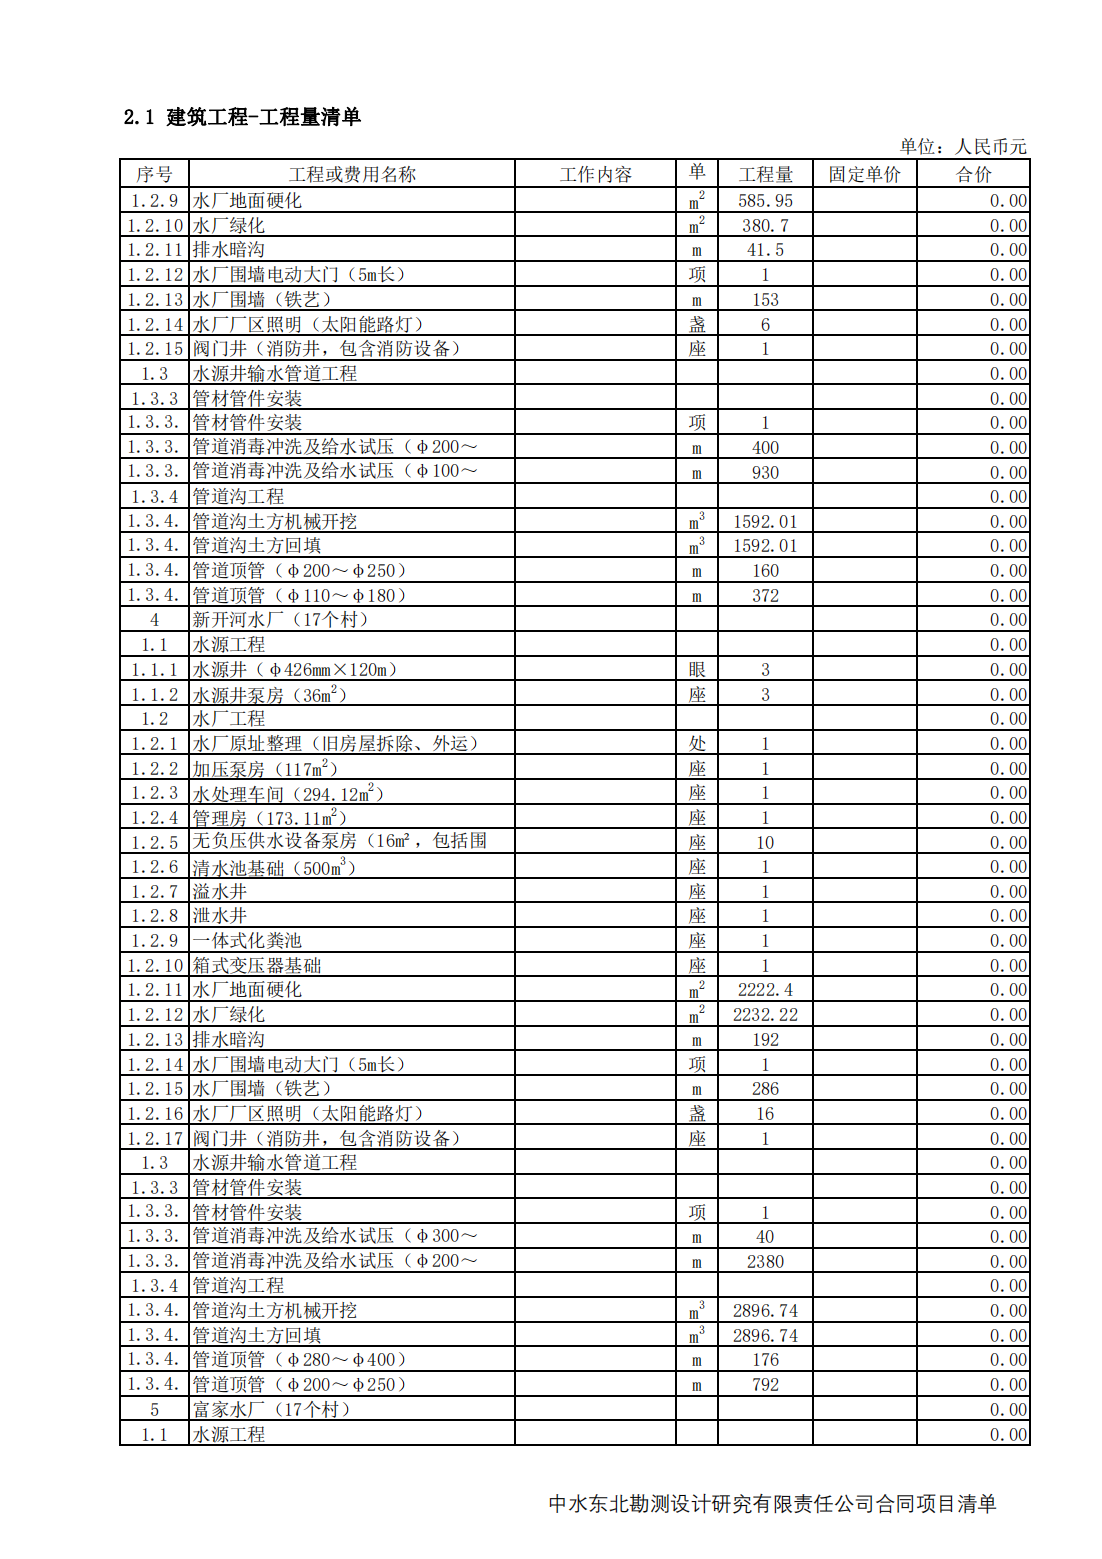 2.1 建筑工程-工程量清单
单位：人民币元
序号 工程或费用名称 工作内容 单 工程量 固定单价 合价
1.2.9 水厂地面硬化 m² 585.95 0.00
1.2.10 水厂绿化 m² 380.7 0.00
1.2.11 排水暗沟 m 41.5 0.00
1.2.12 水厂围墙电动大门（5m长） 项 1 0.00
1.2.13 水厂围墙（铁艺） m 153 0.00
1.2.14 水厂厂区照明（太阳能路灯） 盏 6 0.00
1.2.15 阀门井（消防井，包含消防设备） 座 1 0.00
1.3 水源井输水管道工程 0.00
1.3.3 管材管件安装 0.00
1.3.3. 管材管件安装 项 1 0.00
1.3.3. 管道消毒冲洗及给水试压（φ200～ m 400 0.00
1.3.3. 管道消毒冲洗及给水试压（φ100～ m 930 0.00
1.3.4 管道沟工程 0.00
1.3.4. 管道沟土方机械开挖 m³ 1592.01 0.00
1.3.4. 管道沟土方回填 m³ 1592.01 0.00
1.3.4. 管道顶管（φ200～φ250） m 160 0.00
1.3.4. 管道顶管（φ110～φ180） m 372 0.00
4 新开河水厂（17个村） 0.00
1.1 水源工程 0.00
1.1.1 水源井（φ426mm×120m） 眼 3 0.00
1.1.2 水源井泵房（36m²） 座 3 0.00
1.2 水厂工程 0.00
1.2.1 水厂原址整理（旧房屋拆除、外运） 处 1 0.00
1.2.2 加压泵房（117m²） 座 1 0.00
1.2.3 水处理车间（294.12m²） 座 1 0.00
1.2.4 管理房（173.11m²） 座 1 0.00
1.2.5 无负压供水设备泵房（16m²，包括围 座 10 0.00
1.2.6 清水池基础（500m³） 座 1 0.00
1.2.7 溢水井 座 1 0.00
1.2.8 泄水井 座 1 0.00
1.2.9 一体式化粪池 座 1 0.00
1.2.10 箱式变压器基础 座 1 0.00
1.2.11 水厂地面硬化 m² 2222.4 0.00
1.2.12 水厂绿化 m² 2232.22 0.00
1.2.13 排水暗沟 m 192 0.00
1.2.14 水厂围墙电动大门（5m长） 项 1 0.00
1.2.15 水厂围墙（铁艺） m 286 0.00
1.2.16 水厂厂区照明（太阳能路灯） 盏 16 0.00
1.2.17 阀门井（消防井，包含消防设备） 座 1 0.00
1.3 水源井输水管道工程 0.00
1.3.3 管材管件安装 0.00
1.3.3. 管材管件安装 项 1 0.00
1.3.3. 管道消毒冲洗及给水试压（φ300～ m 40 0.00
1.3.3. 管道消毒冲洗及给水试压（φ200～ m 2380 0.00
1.3.4 管道沟工程 0.00
1.3.4. 管道沟土方机械开挖 m³ 2896.74 0.00
1.3.4. 管道沟土方回填 m³ 2896.74 0.00
1.3.4. 管道顶管（φ280～φ400） m 176 0.00
1.3.4. 管道顶管（φ200～φ250） m 792 0.00
5 富家水厂（17个村） 0.00
1.1 水源工程 0.00
中水东北勘测设计研究有限责任公司合同项目清单